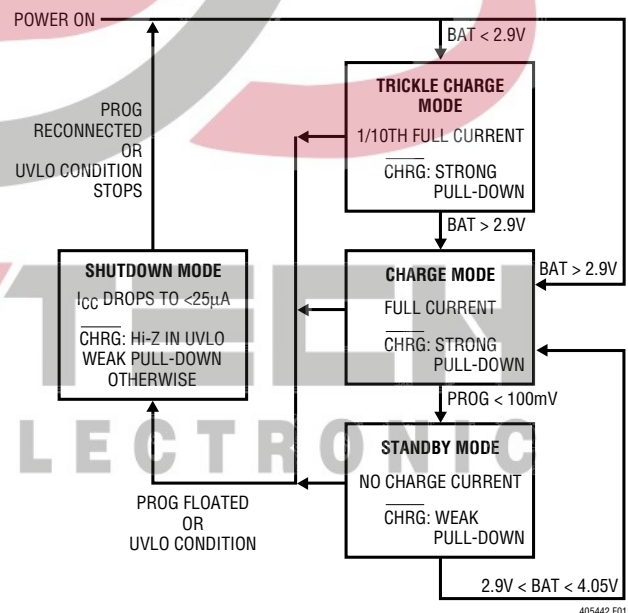 POWER ON
BAT < 2.9V
TRICKLE CHARGE
MODE
1/10TH FULL CURRENT
CHRG: STRONG
PULL-DOWN
PROG
RECONNECTED
OR
UVLO CONDITION
STOPS
BAT > 2.9V
SHUTDOWN MODE
ICC DROPS TO <25µA
CHRG: Hi-Z IN UVLO
WEAK PULL-DOWN
OTHERWISE
CHARGE MODE
FULL CURRENT
CHRG: STRONG
PULL-DOWN
BAT > 2.9V
PROG < 100mV
STANDBY MODE
NO CHARGE CURRENT
CHRG: WEAK
PULL-DOWN
PROG FLOATED
OR
UVLO CONDITION
2.9V < BAT < 4.05V
405442 F01
TECH
LECTRONIC